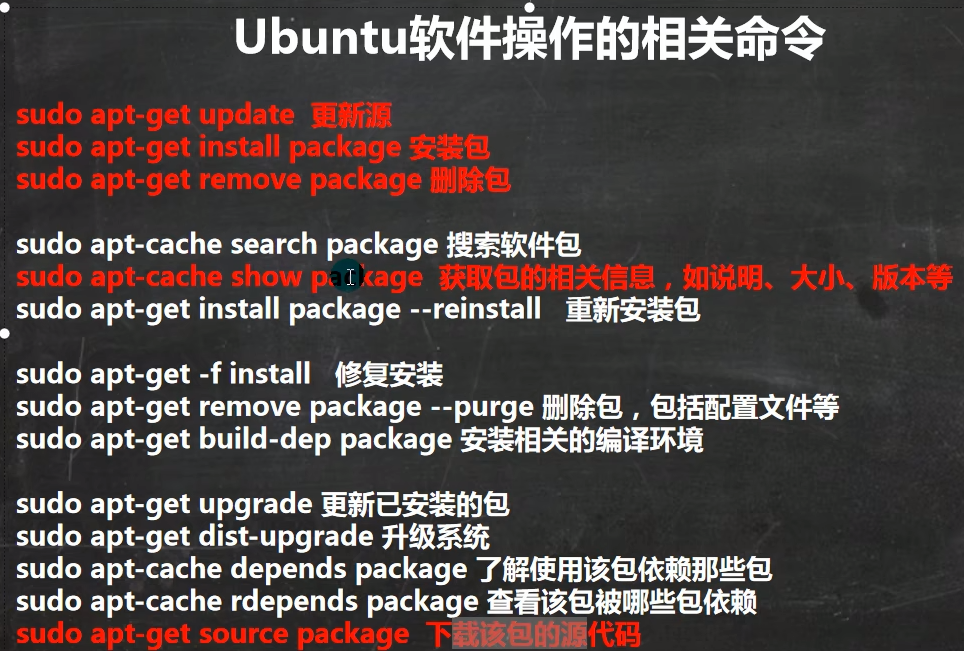 Ubuntu软件操作的相关命令
sudo apt-get update 更新源
sudo apt-get install package 安装包
sudo apt-get remove package 删除包
sudo apt-cache search package 搜索软件包
sudo apt-cache show package 获取包的相关信息，如说明、大小、版本等
sudo apt-get install package --reinstall 重新安装包
sudo apt-get -f install 修复安装
sudo apt-get remove package --purge 删除包，包括配置文件等
sudo apt-get build-dep package 安装相关的编译环境
sudo apt-get upgrade 更新已安装的包
sudo apt-get dist-upgrade 升级系统
sudo apt-cache depends package 了解使用该包依赖那些包
sudo apt-cache rdepends package 查看该包被哪些包依赖
sudo apt-get source package 下载该包的源代码